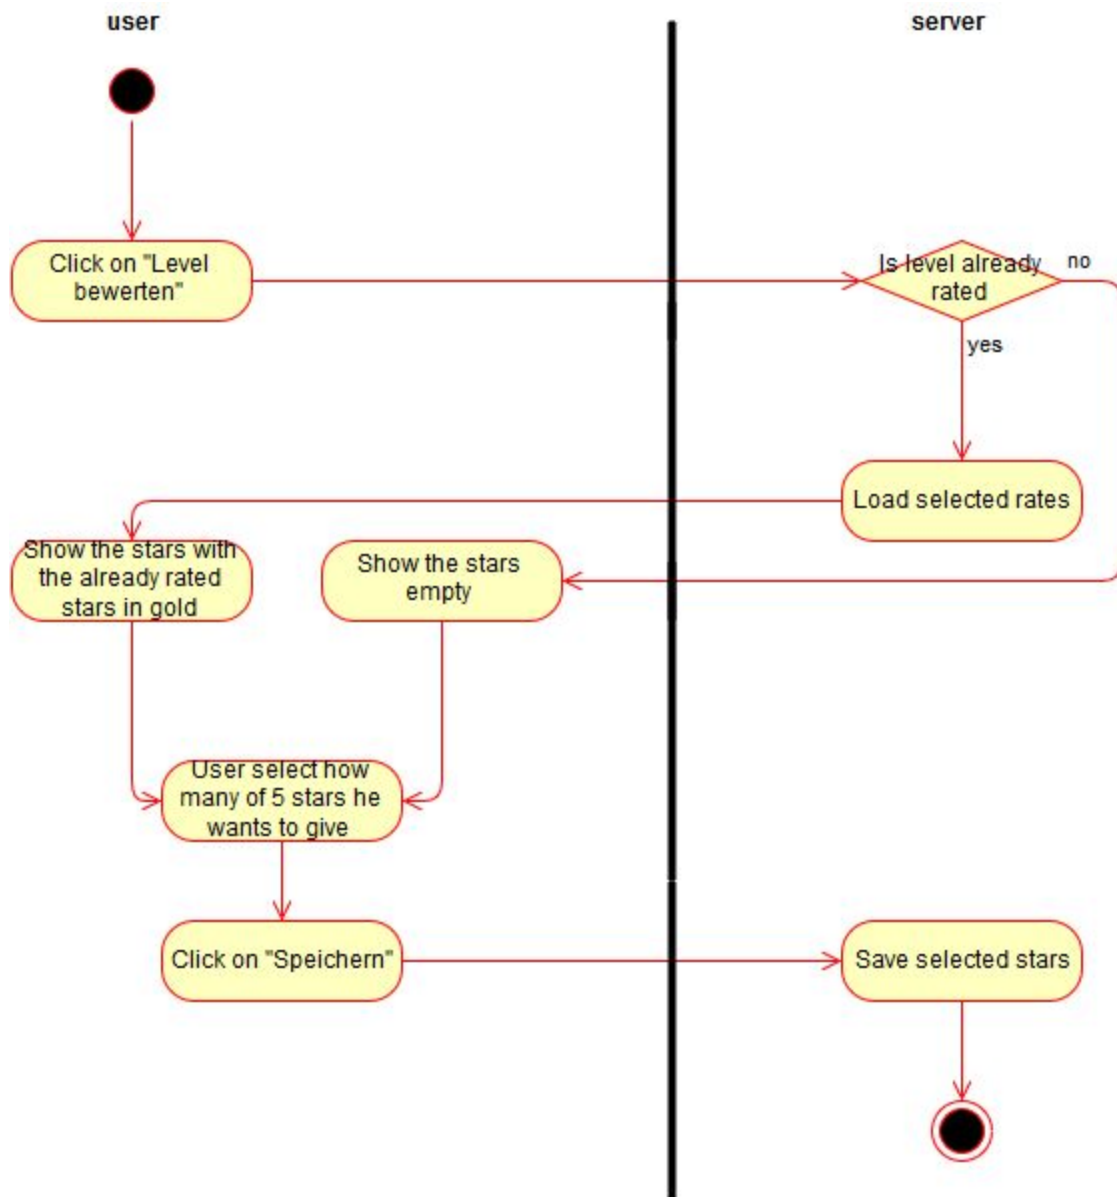 user
server
Click on "Level
bewerten"
Is level already
rated
no
yes
Load selected rates
Show the stars with
the already rated
stars in gold
Show the stars
empty
User select how
many of 5 stars he
wants to give
Click on "Speichern"
Save selected stars